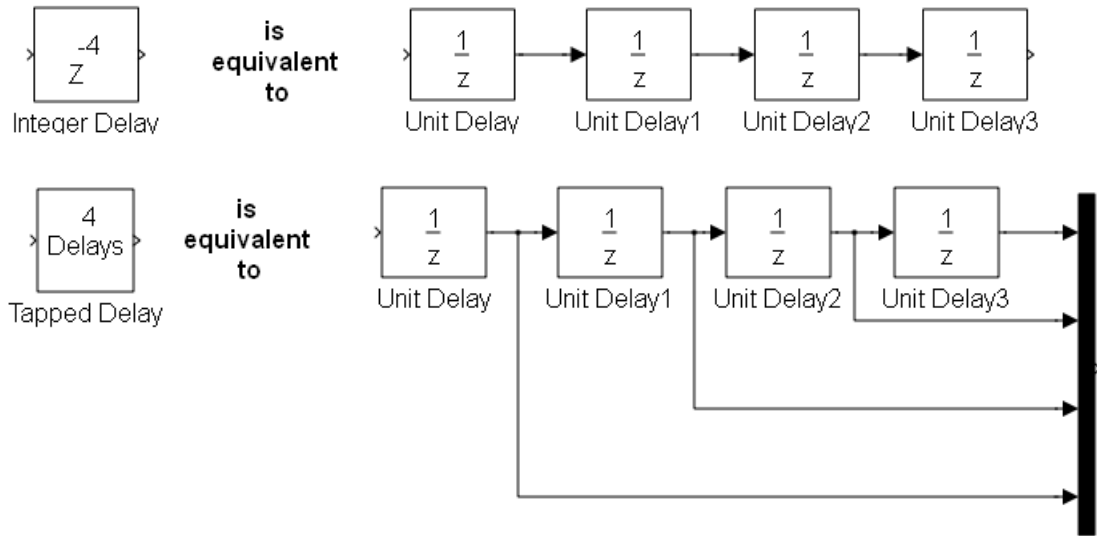 -4
Z
Integer Delay
is
equivalent
to
1
z
Unit Delay
1
z
Unit Delay1
1
z
Unit Delay2
1
z
Unit Delay3
4
Delays
Tapped Delay
is
equivalent
to
1
z
Unit Delay
1
z
Unit Delay1
1
z
Unit Delay2
1
z
Unit Delay3